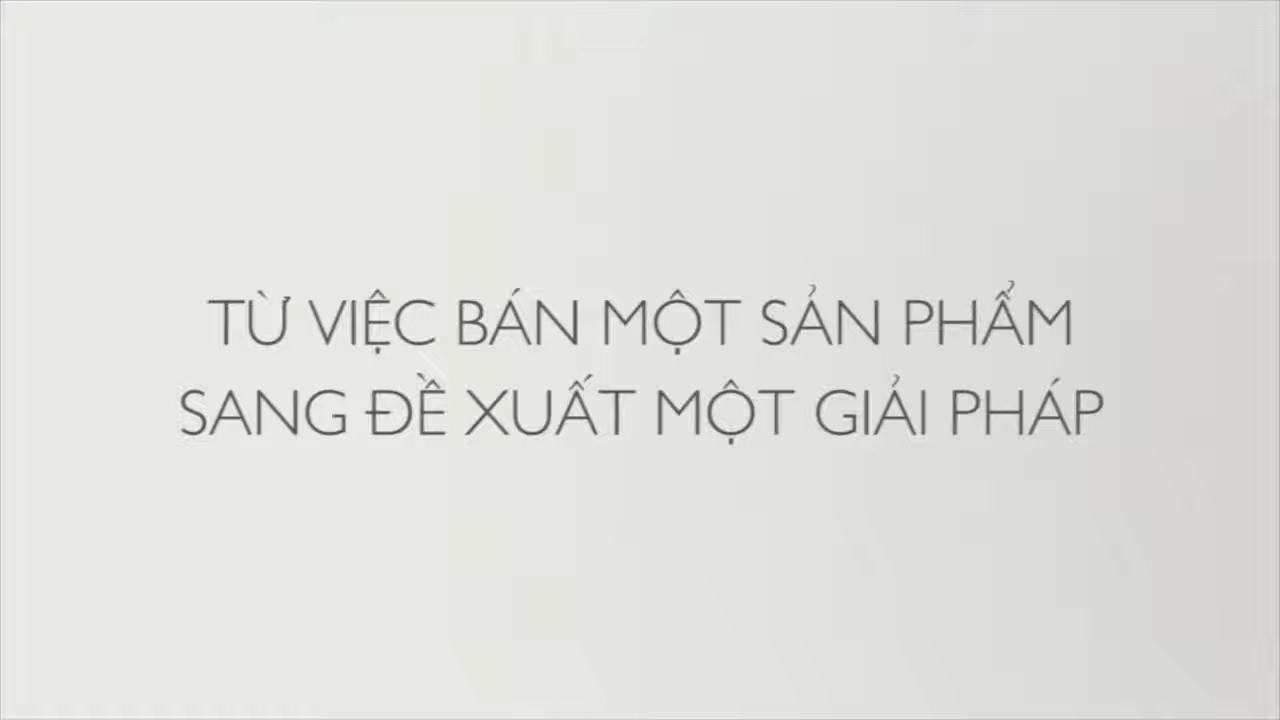 TỪ VIỆC BÁN MỘT SẢN PHẨM
SANG ĐỀ XUẤT MỘT GIẢI PHÁP